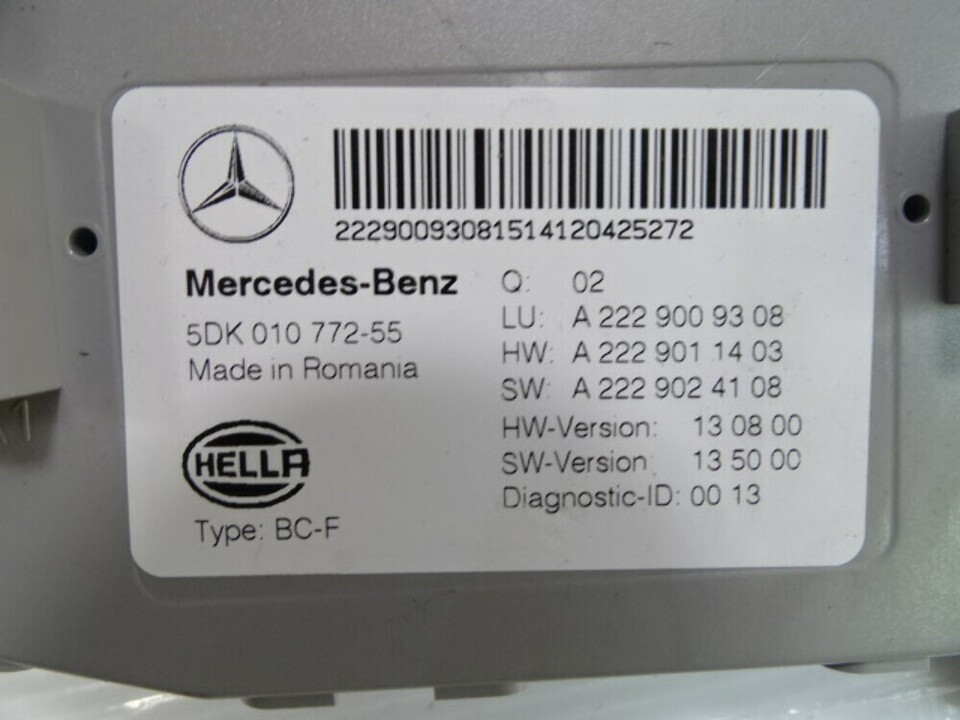 22290093081514120425272
Mercedes-Benz
5DK 010 772-55
Made in Romania
HELLA
Type: BC-F
Q: 02
LU: A 222 900 93 08
HW: A 222 901 14 03
SW: A 222 902 41 08
HW-Version: 13 08 00
SW-Version: 13 50 00
Diagnostic-ID: 00 13